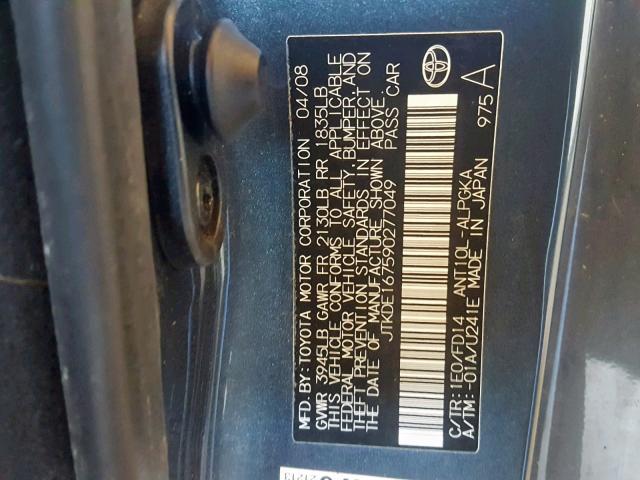 MFD. BY: TOYOTA MOTOR CORPORATION 04/08
GVWR 3945LB GAWR FR 2130LB RR 1835LB
THIS VEHICLE CONFORMS TO ALL APPLICABLE
FEDERAL MOTOR VEHICLE SAFETY, BUMPER, AND
THEFT PREVENTION STANDARDS IN EFFECT ON
THE DATE OF MANUFACTURE SHOWN ABOVE.
JTKDE167590277049 PASS CAR
C/TR: 1E0/FD14 ANT10L-ALPGKA
A/TM: -01A/U241E MADE IN JAPAN 975 A